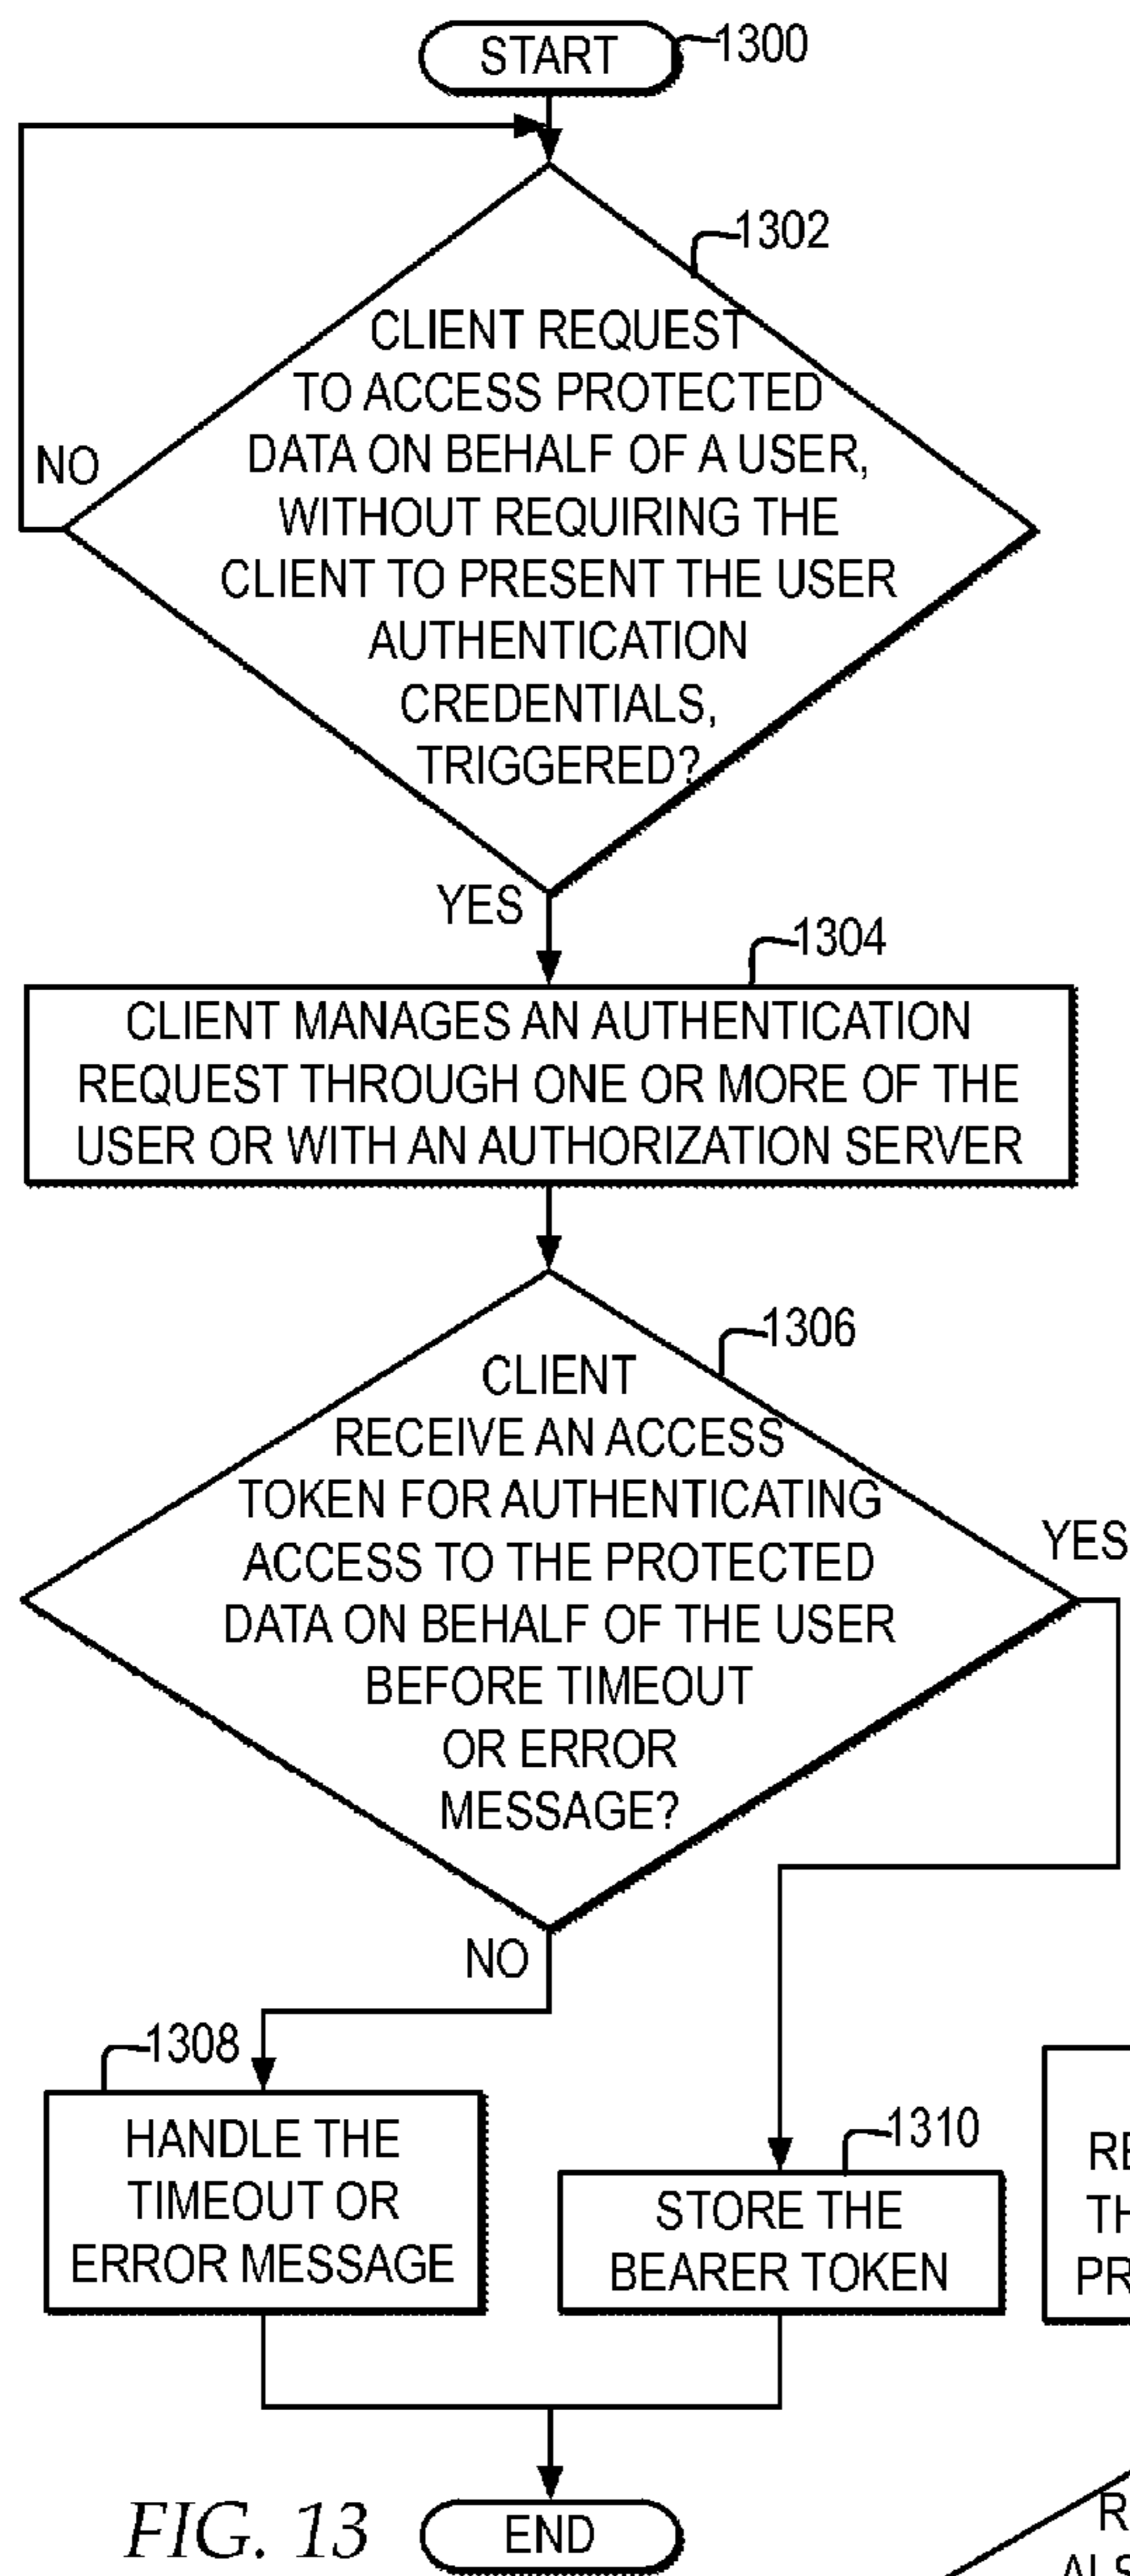 START
1300
1302
CLIENT REQUEST
TO ACCESS PROTECTED
DATA ON BEHALF OF A USER,
WITHOUT REQUIRING THE
CLIENT TO PRESENT THE USER
AUTHENTICATION
CREDENTIALS,
TRIGGERED?
NO
YES
1304
CLIENT MANAGES AN AUTHENTICATION
REQUEST THROUGH ONE OR MORE OF THE
USER OR WITH AN AUTHORIZATION SERVER
1306
CLIENT
RECEIVE AN ACCESS
TOKEN FOR AUTHENTICATING
ACCESS TO THE PROTECTED
DATA ON BEHALF OF THE USER
BEFORE TIMEOUT
OR ERROR
MESSAGE?
YES
NO
1308
HANDLE THE
TIMEOUT OR
ERROR MESSAGE
1310
STORE THE
BEARER TOKEN
END
FIG. 13